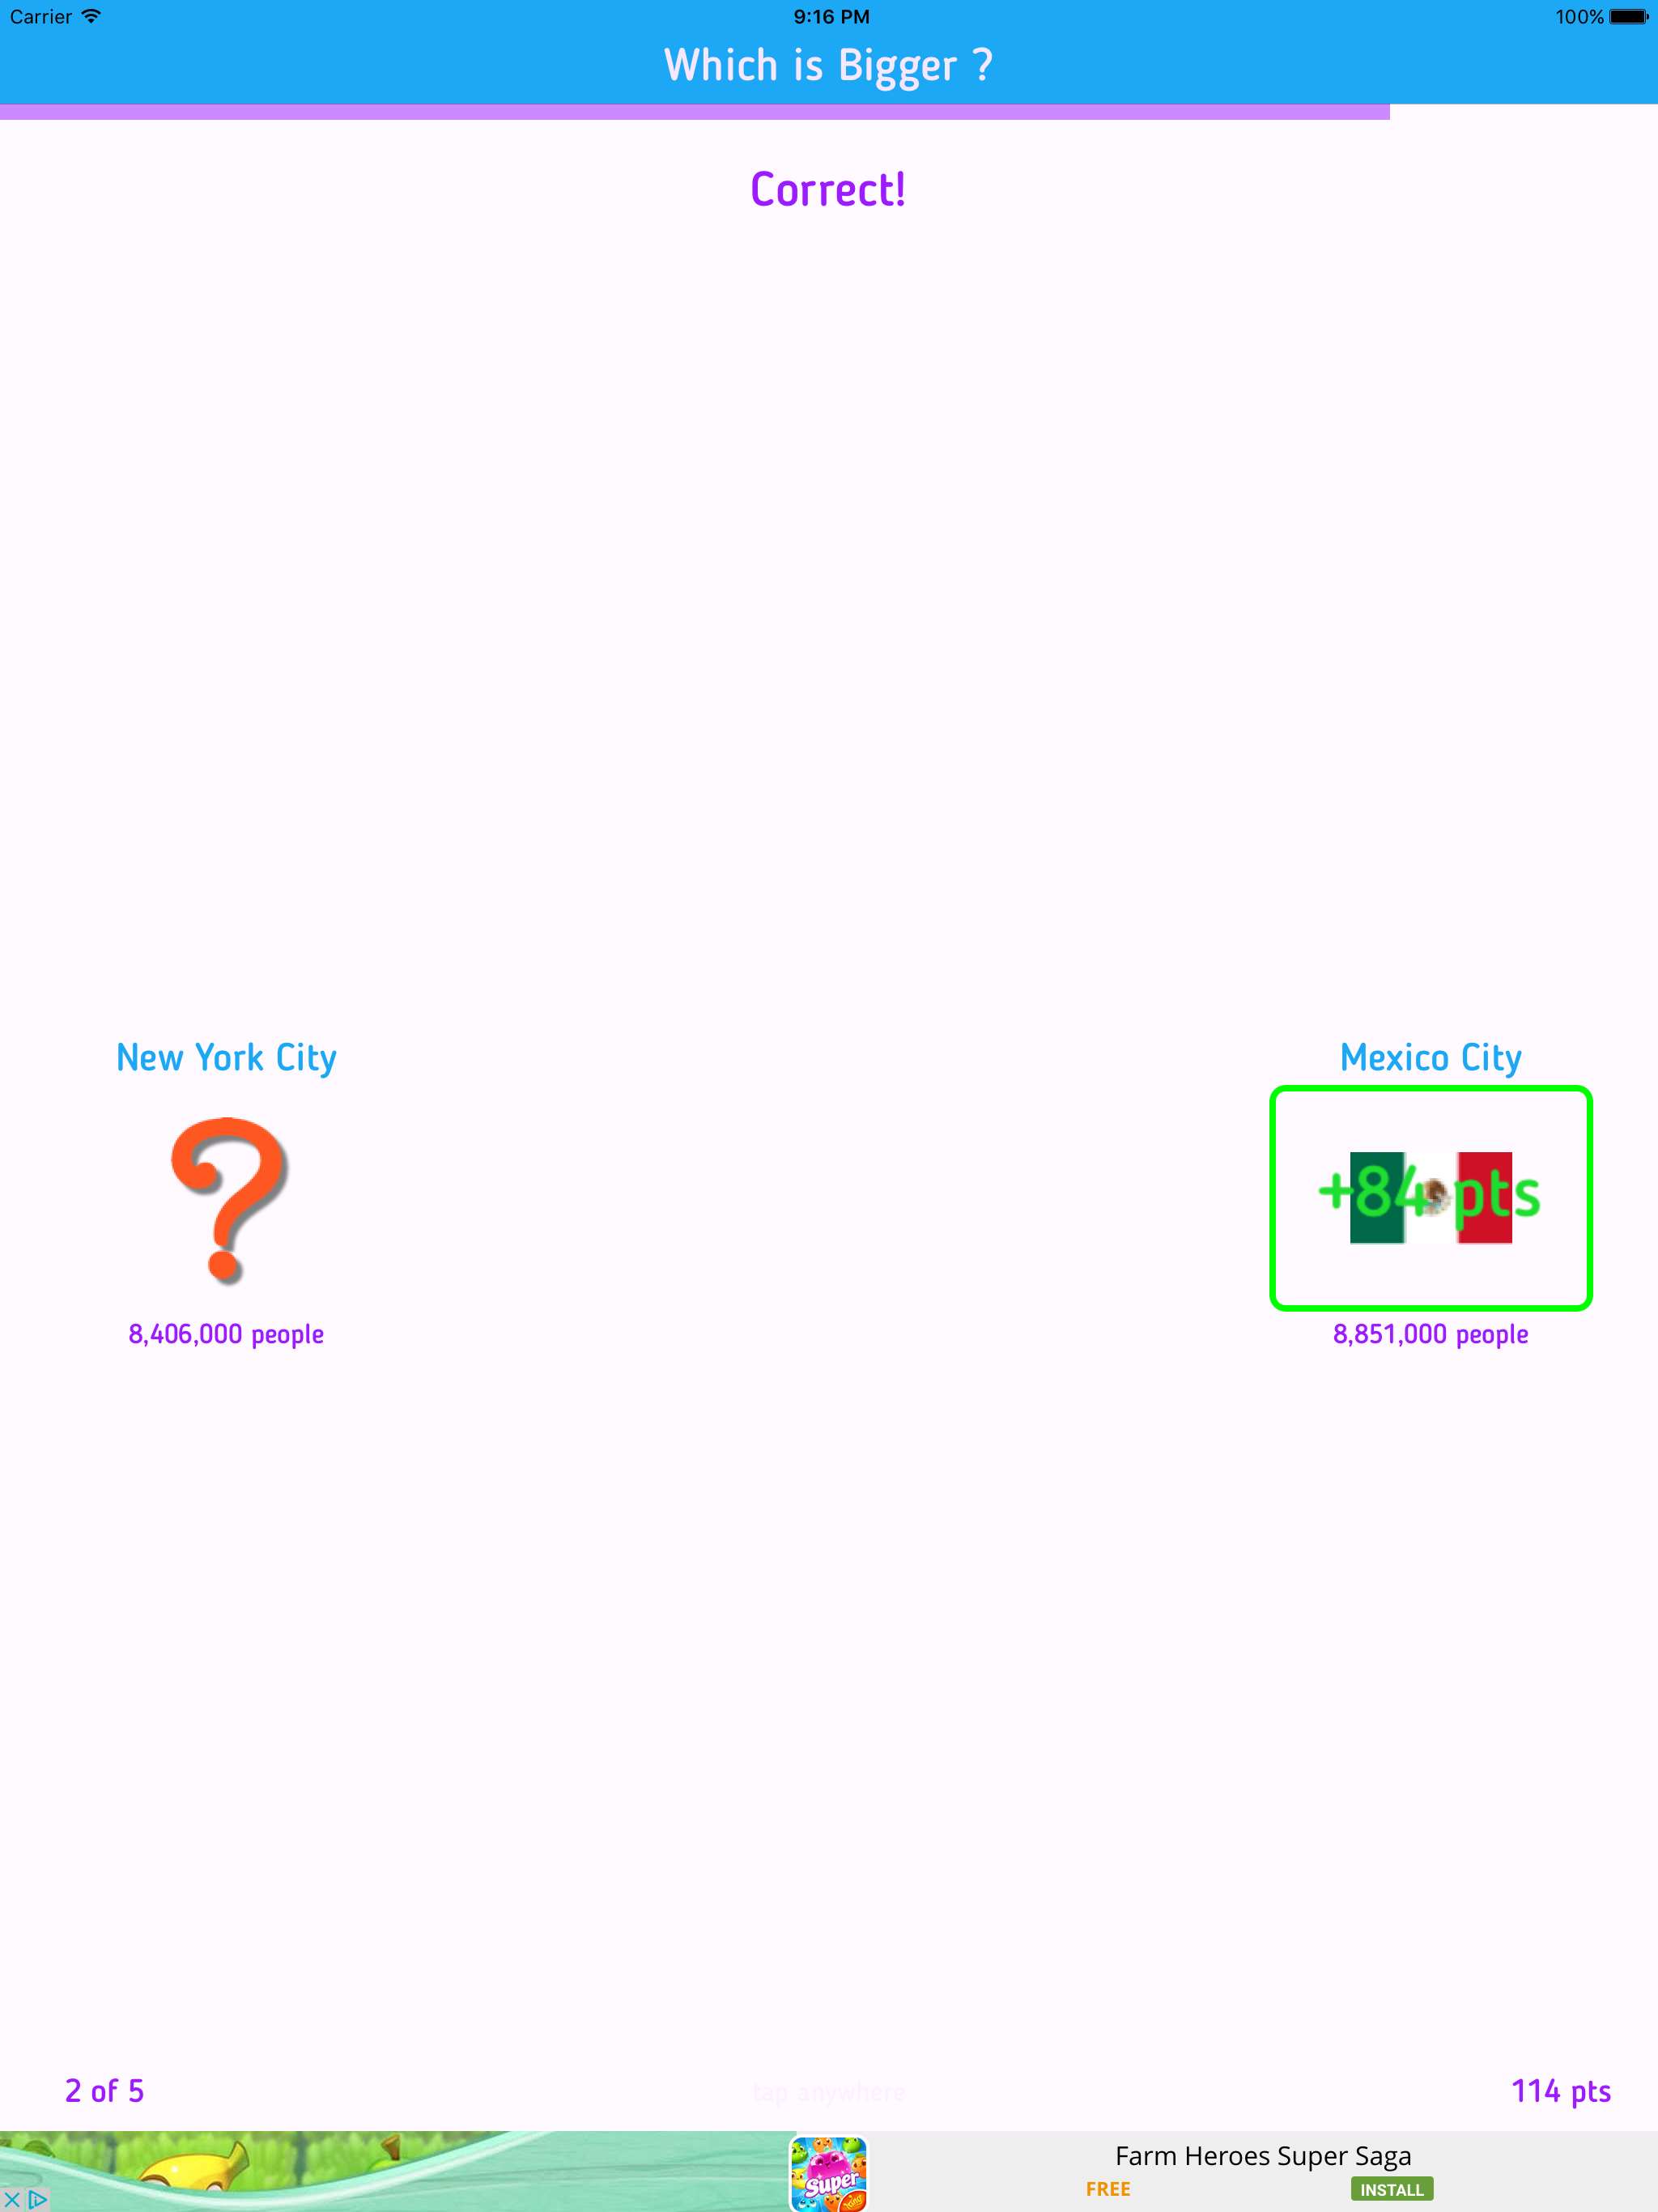 Carrier 9:16 PM 100%
Which is Bigger ?
Correct!
New York City Mexico City
?
+84 pts
8,406,000 people 8,851,000 people
2 of 5 tap anywhere 114 pts
Super
King
Farm Heroes Super Saga
FREE INSTALL